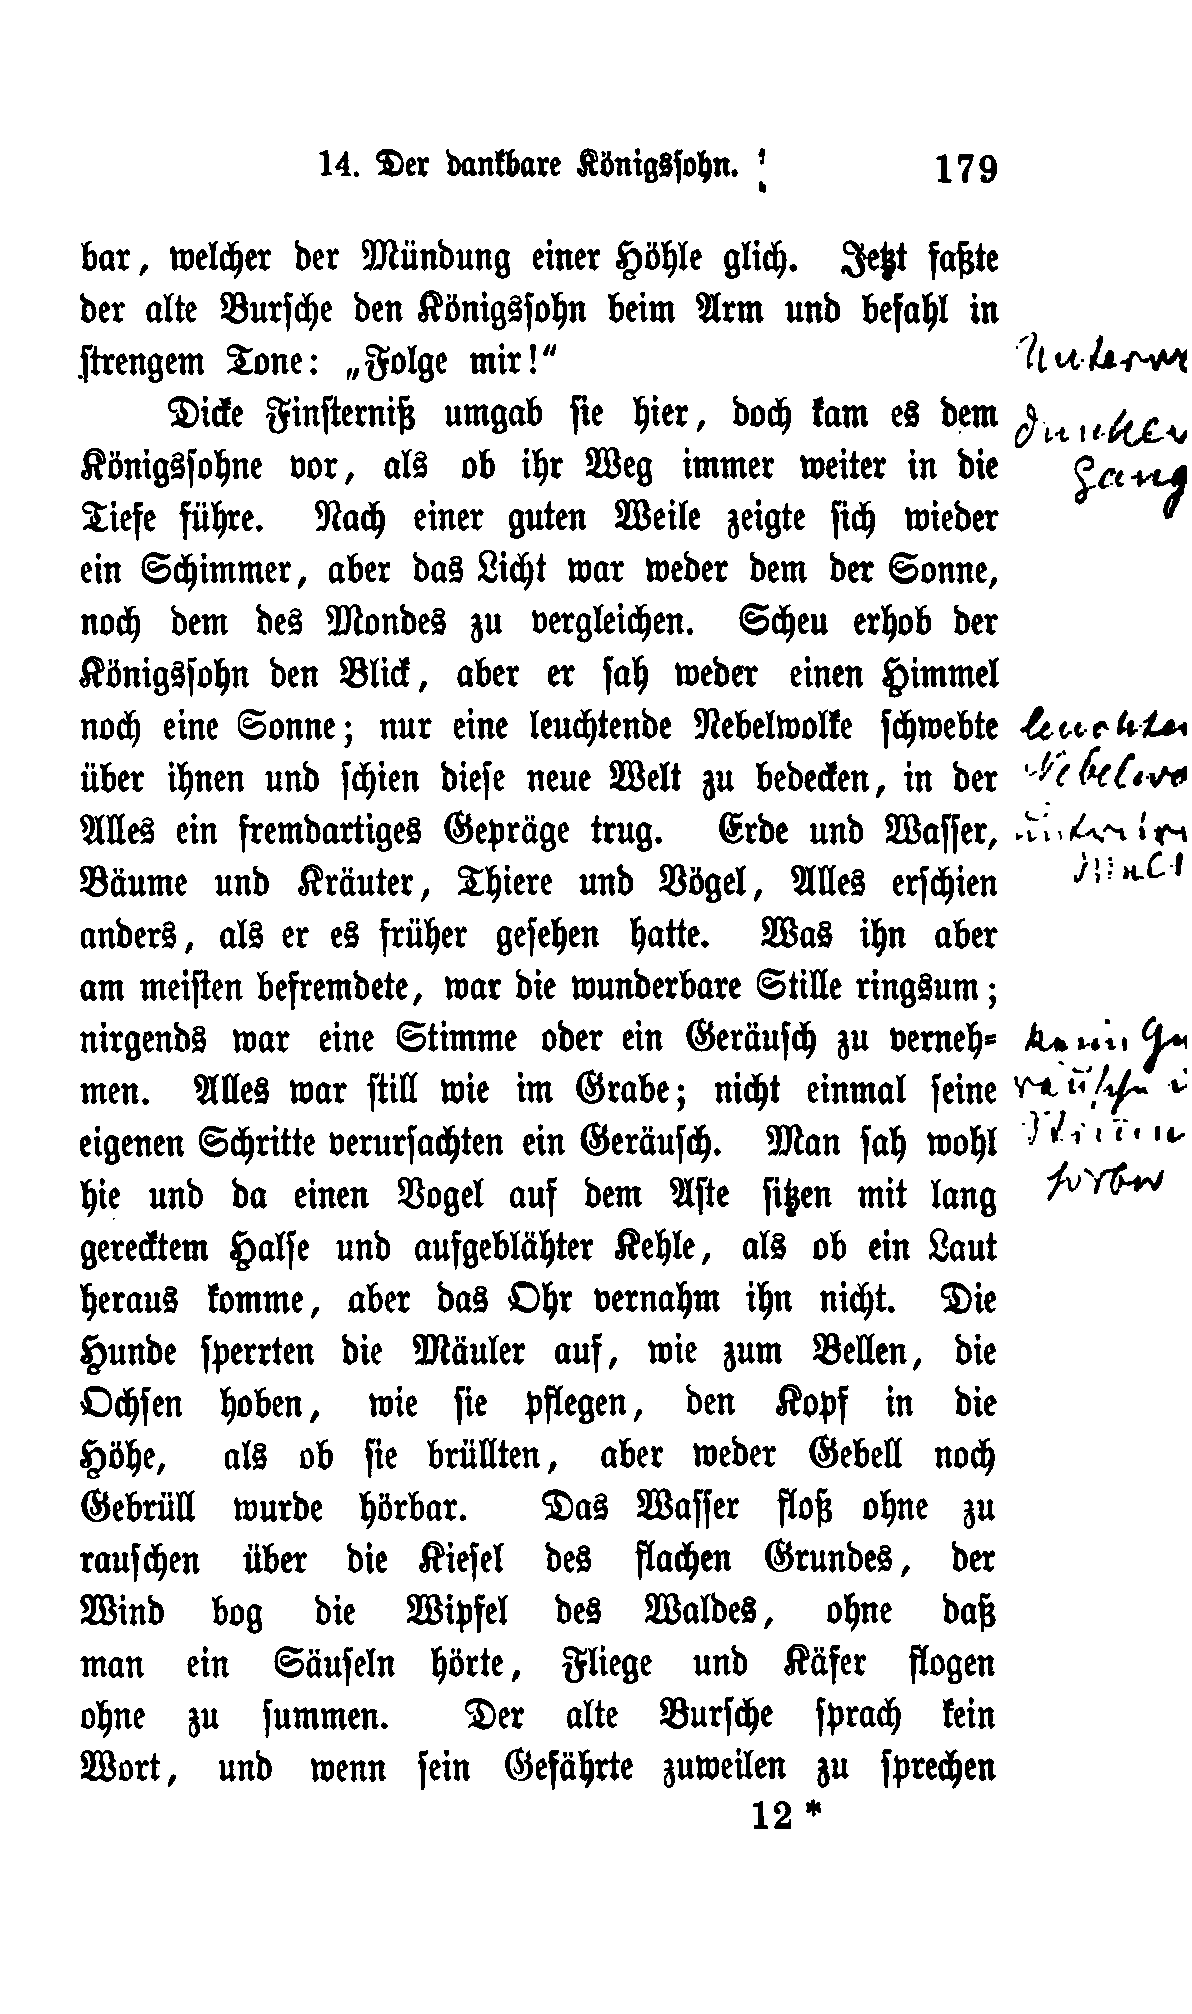 14. Der dankbare Königssohn.
179
bar, welcher der Mündung einer Höhle glich. Jetzt faßte
der alte Bursche den Königssohn beim Arm und befahl in
strengem Tone: „Folge mir!“
Dicke Finsterniß umgab sie hier, doch kam es dem
Königssohne vor, als ob ihr Weg immer weiter in die
Tiefe führe. Nach einer guten Weile zeigte sich wieder
ein Schimmer, aber das Licht war weder dem der Sonne,
noch dem des Mondes zu vergleichen. Scheu erhob der
Königssohn den Blick, aber er sah weder einen Himmel
noch eine Sonne; nur eine leuchtende Nebelwolke schwebte
über ihnen und schien diese neue Welt zu bedecken, in der
Alles ein fremdartiges Gepräge trug. Erde und Wasser,
Bäume und Kräuter, Thiere und Vögel, Alles erschien
anders, als er es früher gesehen hatte. Was ihn aber
am meisten befremdete, war die wunderbare Stille ringsum;
nirgends war eine Stimme oder ein Geräusch zu verneh-
men. Alles war still wie im Grabe; nicht einmal seine
eigenen Schritte verursachten ein Geräusch. Man sah wohl
hie und da einen Vogel auf dem Aste sitzen mit lang
gerecktem Halse und aufgeblähter Kehle, als ob ein Laut
heraus komme, aber das Ohr vernahm ihn nicht. Die
Hunde sperrten die Mäuler auf, wie zum Bellen, die
Ochsen hoben, wie sie pflegen, den Kopf in die
Höhe, als ob sie brüllten, aber weder Gebell noch
Gebrüll wurde hörbar. Das Wasser floß ohne zu
rauschen über die Kiesel des flachen Grundes, der
Wind bog die Wipfel des Waldes, ohne daß
man ein Säuseln hörte, Fliege und Käfer flogen
ohne zu summen. Der alte Bursche sprach kein
Wort, und wenn sein Gefährte zuweilen zu sprechen
12*
Unterw
dunker
Gang
leuchten
Nebelwo